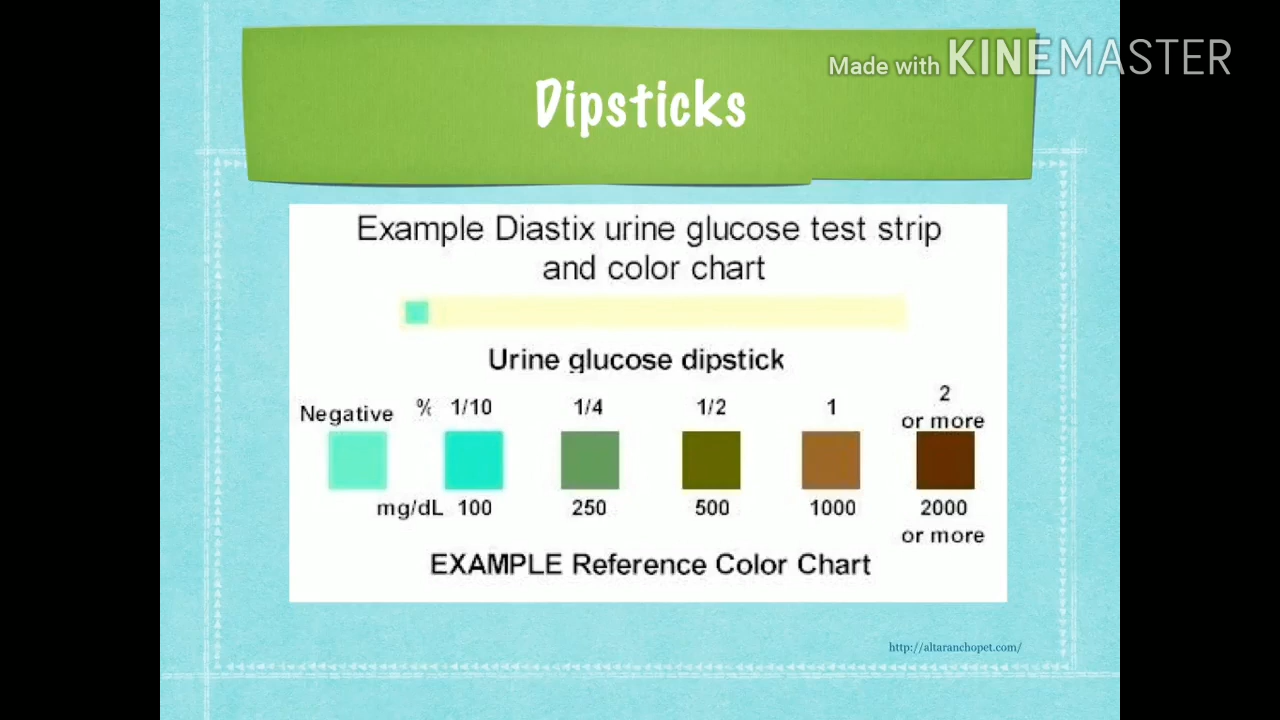 Made with KINEMASTER
Dipsticks
Example Diastix urine glucose test strip
and color chart
Urine glucose dipstick
Negative % 1/10 1/4 1/2 1 2 or more
mg/dL 100 250 500 1000 2000 or more
EXAMPLE Reference Color Chart
http://altaranchopet.com/